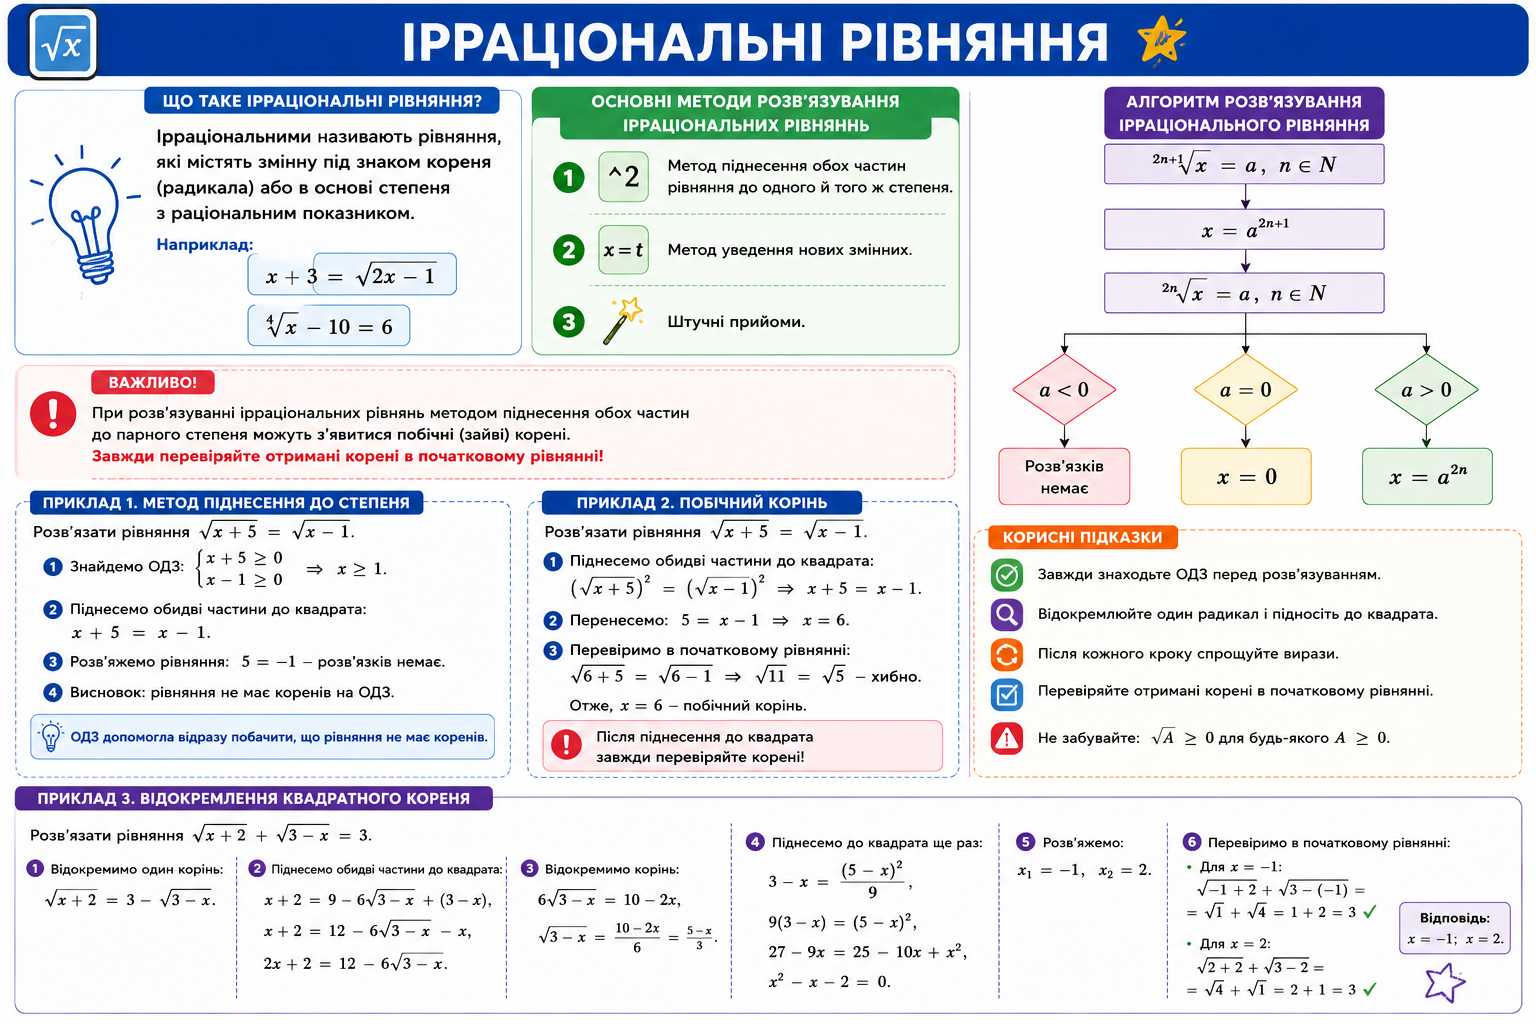 √x
ІРРАЦІОНАЛЬНІ РІВНЯННЯ
ЩО ТАКЕ ІРРАЦІОНАЛЬНІ РІВНЯННЯ?
Ірраціональними називають рівняння,
які містять змінну під знаком кореня
(радикала) або в основі степеня
з раціональним показником.
Наприклад:
x + 3 = √(2x − 1)
⁴√x − 10 = 6
ОСНОВНІ МЕТОДИ РОЗВ'ЯЗУВАННЯ
ІРРАЦІОНАЛЬНИХ РІВНЯННЬ
1 ^2 Метод піднесення обох частин
рівняння до одного й того ж степеня.
2 x = t Метод уведення нових змінних.
3 Штучні прийоми.
АЛГОРИТМ РОЗВ'ЯЗУВАННЯ
ІРРАЦІОНАЛЬНОГО РІВНЯННЯ
²ⁿ⁺¹√x = a, n ∈ N
x = a²ⁿ⁺¹
²ⁿ√x = a, n ∈ N
a < 0 a = 0 a > 0
Розв'язків
немає
x = 0
x = a²ⁿ
ВАЖЛИВО!
При розв'язуванні ірраціональних рівнянь методом піднесення обох частин
до парного степеня можуть з'явитися побічні (зайві) корені.
Завжди перевіряйте отримані корені в початковому рівнянні!
ПРИКЛАД 1. МЕТОД ПІДНЕСЕННЯ ДО СТЕПЕНЯ
Розв'язати рівняння √(x + 5) = √(x − 1).
1 Знайдемо ОДЗ: { x + 5 ≥ 0
x − 1 ≥ 0 ⇒ x ≥ 1.
2 Піднесемо обидві частини до квадрата:
x + 5 = x − 1.
3 Розв'яжемо рівняння: 5 = −1 – розв'язків немає.
4 Висновок: рівняння не має коренів на ОДЗ.
ОДЗ допомогла відразу побачити, що рівняння не має коренів.
ПРИКЛАД 2. ПОБІЧНИЙ КОРІНЬ
Розв'язати рівняння √(x + 5) = √(x − 1).
1 Піднесемо обидві частини до квадрата:
(√(x + 5))² = (√(x − 1))² ⇒ x + 5 = x − 1.
2 Перенесемо: 5 = x − 1 ⇒ x = 6.
3 Перевіримо в початковому рівнянні:
√(6 + 5) = √(6 − 1) ⇒ √11 = √5 – хибно.
Отже, x = 6 – побічний корінь.
! Після піднесення до квадрата
завжди перевіряйте корені!
КОРИСНІ ПІДКАЗКИ
Завжди знаходьте ОДЗ перед розв'язуванням.
Відокремлюйте один радикал і підність до квадрата.
Після кожного кроку спрощуйте вирази.
Перевіряйте отримані корені в початковому рівнянні.
Не забувайте: √A ≥ 0 для будь-якого A ≥ 0.
ПРИКЛАД 3. ВІДОКРЕМЛЕННЯ КВАДРАТНОГО КОРЕНЯ
Розв'язати рівняння √(x + 2) + √(3 − x) = 3.
1 Відокремимо один корінь:
√(x + 2) = 3 − √(3 − x).
2 Піднесемо обидві частини до квадрата:
x + 2 = 9 − 6√(3 − x) + (3 − x),
x + 2 = 12 − 6√(3 − x) − x,
2x + 2 = 12 − 6√(3 − x).
3 Відокремимо корінь:
6√(3 − x) = 10 − 2x,
√(3 − x) = (10 − 2x)/6 = (5 − x)/3.
4 Піднесемо до квадрата ще раз:
3 − x = (5 − x)²/9,
9(3 − x) = (5 − x)²,
27 − 9x = 25 − 10x + x²,
x² − x − 2 = 0.
5 Розв'яжемо:
x₁ = −1, x₂ = 2.
6 Перевіримо в початковому рівнянні:
• Для x = −1:
√(−1 + 2) + √(3 − (−1)) =
= √1 + √4 = 1 + 2 = 3 ✓
• Для x = 2:
√(2 + 2) + √(3 − 2) =
= √4 + √1 = 2 + 1 = 3 ✓
Відповідь:
x = −1; x = 2.